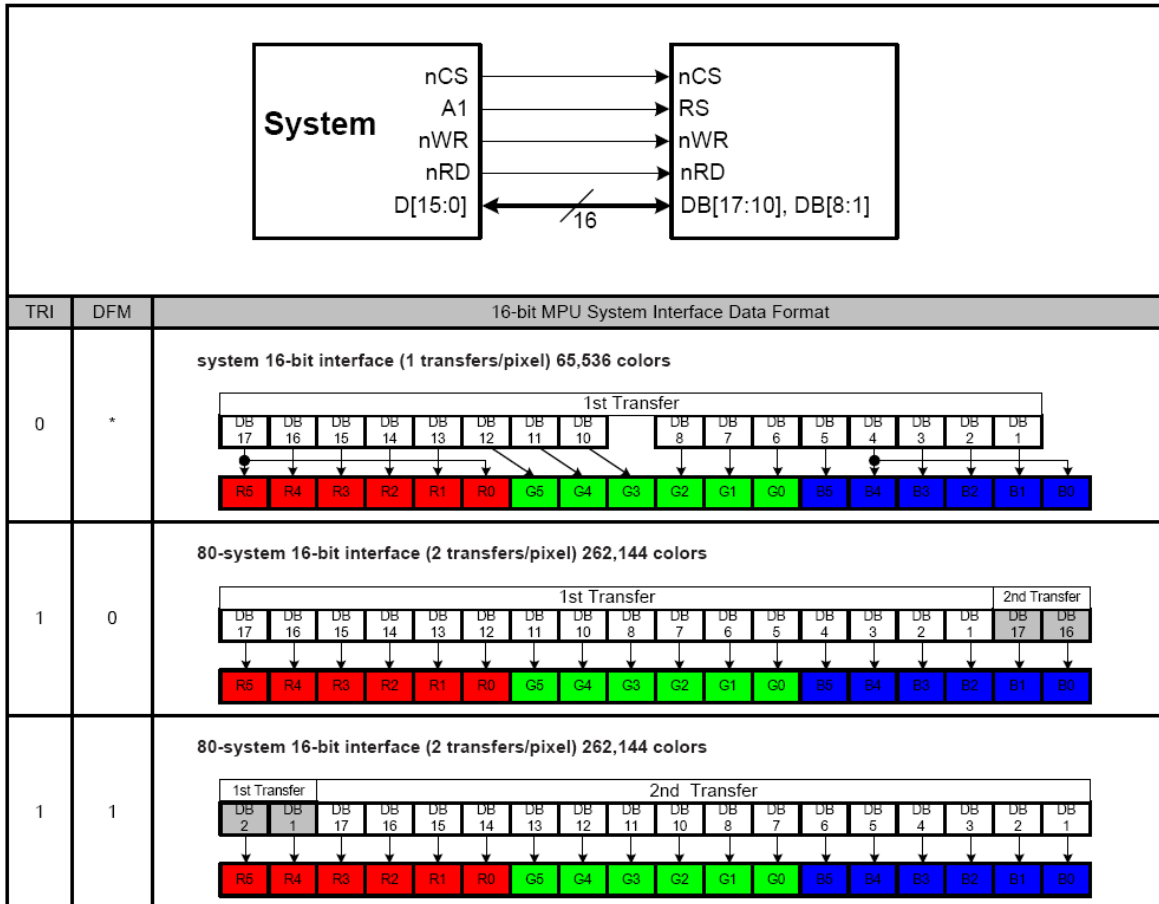 System
nCS nCS
A1 RS
nWR nWR
nRD nRD
D[15:0] 16 DB[17:10], DB[8:1]
TRI DFM 16-bit MPU System Interface Data Format
system 16-bit interface (1 transfers/pixel) 65,536 colors
1st Transfer
0 *
DB DB DB DB DB DB DB DB DB DB DB DB DB DB DB DB
17 16 15 14 13 12 11 10 8 7 6 5 4 3 2 1
R5 R4 R3 R2 R1 R0 G5 G4 G3 G2 G1 G0 B5 B4 B3 B2 B1 B0
80-system 16-bit interface (2 transfers/pixel) 262,144 colors
1st Transfer 2nd Transfer
1 0
DB DB DB DB DB DB DB DB DB DB DB DB DB DB DB DB DB DB
17 16 15 14 13 12 11 10 8 7 6 5 4 3 2 1 17 16
R5 R4 R3 R2 R1 R0 G5 G4 G3 G2 G1 G0 B5 B4 B3 B2 B1 B0
80-system 16-bit interface (2 transfers/pixel) 262,144 colors
1st Transfer 2nd Transfer
1 1
DB DB DB DB DB DB DB DB DB DB DB DB DB DB DB DB DB DB
2 1 17 16 15 14 13 12 11 10 8 7 6 5 4 3 2 1
R5 R4 R3 R2 R1 R0 G5 G4 G3 G2 G1 G0 B5 B4 B3 B2 B1 B0